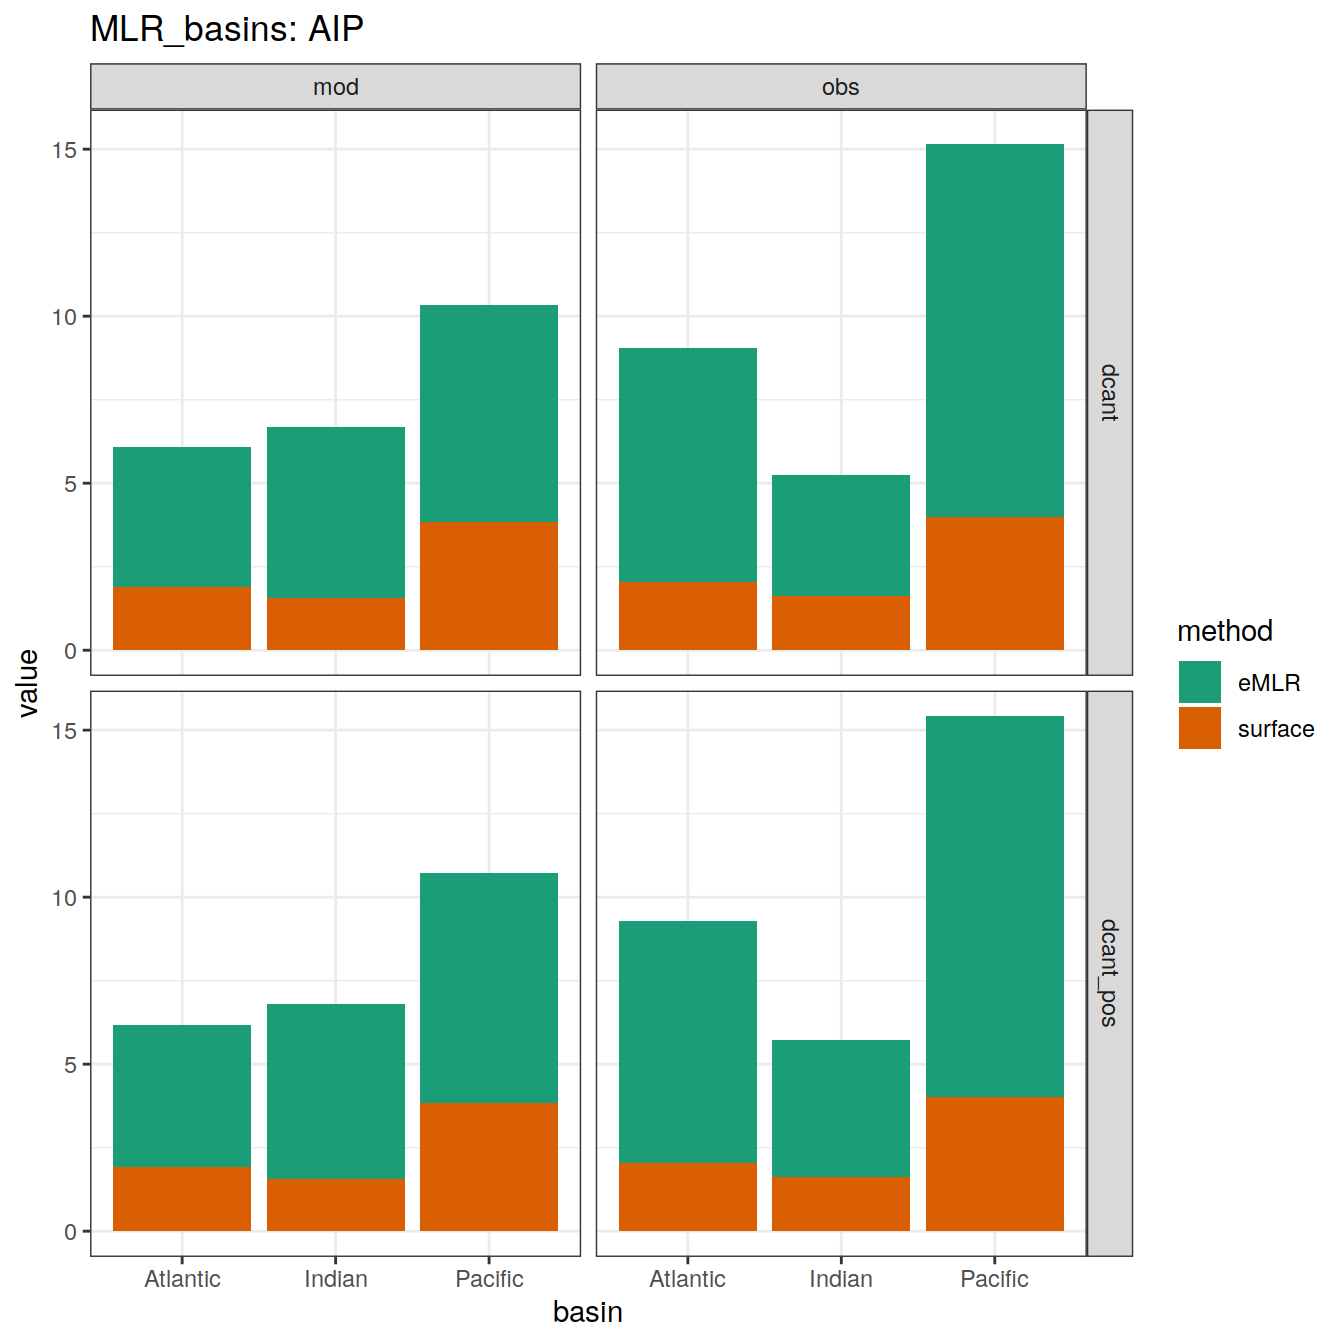 MLR_basins: AIP
mod
obs
15
10
5
0
dcant
15
10
5
0
dcant_pos
value
Atlantic
Indian
Pacific
Atlantic
Indian
Pacific
basin
method
eMLR
surface